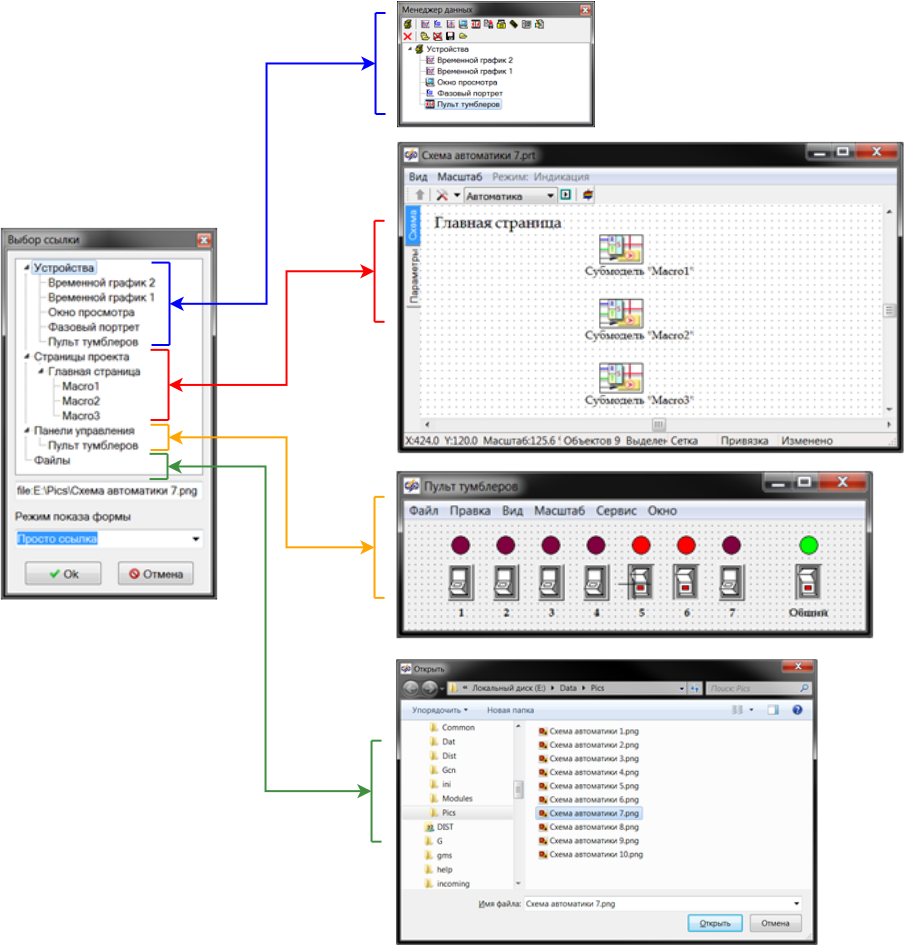 Менеджер данных
Устройства
Временной график 2
Временной график 1
Окно просмотра
Фазовый портрет
Пульт тумблеров
Схема автоматики 7.prt
Вид Масштаб Режим: Индикация
Автоматика
Схема
Параметры
Главная страница
Субмодель "Macro1"
Субмодель "Macro2"
Субмодель "Macro3"
X:424.0 Y:120.0 Масштаб:125.6 Объектов 9 Выделен Сетка Привязка Изменено
Выбор ссылки
Устройства
Временной график 2
Временной график 1
Окно просмотра
Фазовый портрет
Пульт тумблеров
Страницы проекта
Главная страница
Macro1
Macro2
Macro3
Панели управления
Пульт тумблеров
Файлы
file:E:\Pics\Схема автоматики 7.png
Режим показа формы
Просто ссылка
Ok Отмена
Пульт тумблеров
Файл Правка Вид Масштаб Сервис Окно
1 2 3 4 5 6 7 Общий
Открыть
« Локальный диск (E:) Data Pics Поиск: Pics
Упорядочить Новая папка
Common
Dat
Dist
Gcn
ini
Modules
Pics
DIST
G
gms
help
incoming
Схема автоматики 1.png
Схема автоматики 2.png
Схема автоматики 3.png
Схема автоматики 4.png
Схема автоматики 5.png
Схема автоматики 6.png
Схема автоматики 7.png
Схема автоматики 8.png
Схема автоматики 9.png
Схема автоматики 10.png
Имя файла: Схема автоматики 7.png
Открыть Отмена